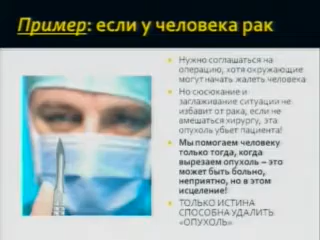 Пример: если у человека рак
Нужно соглашаться на
операцию, хотя окружающие
могут начать жалеть человека
Но сюсюкание и
заглаживание ситуации не
избавит от рака, если не
вмешаться хирургу, эта
опухоль убьет пациента!
Мы помогаем человеку
только тогда, когда
вырезаем опухоль – это
может быть больно,
неприятно, но в этом
исцеление!
ТОЛЬКО ИСТИНА
СПОСОБНА УДАЛИТЬ
«ОПУХОЛЬ»